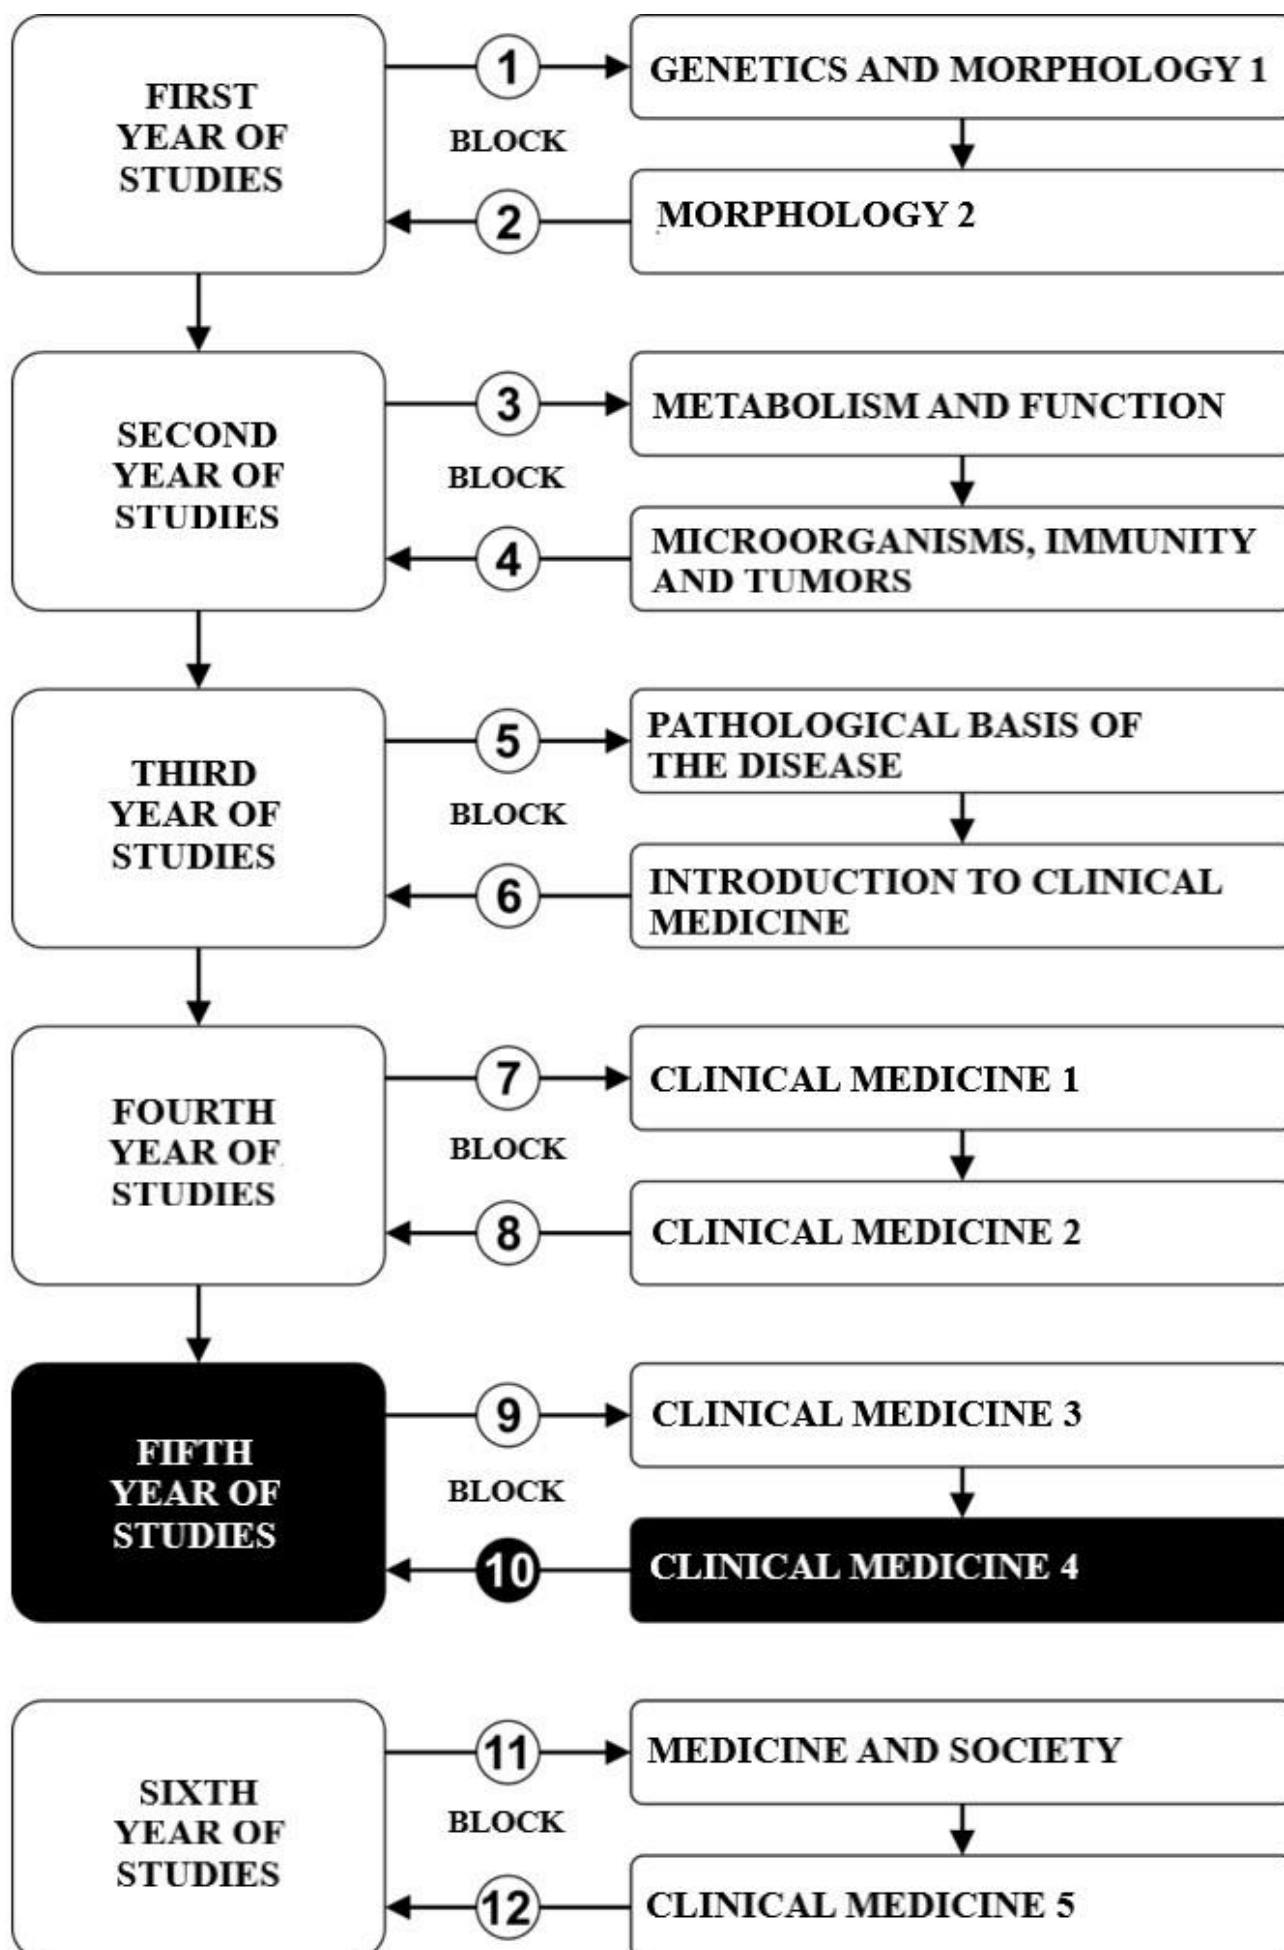 FIRST
YEAR OF
STUDIES
1
BLOCK
2
GENETICS AND MORPHOLOGY 1
MORPHOLOGY 2
SECOND
YEAR OF
STUDIES
3
BLOCK
4
METABOLISM AND FUNCTION
MICROORGANISMS, IMMUNITY
AND TUMORS
THIRD
YEAR OF
STUDIES
5
BLOCK
6
PATHOLOGICAL BASIS OF
THE DISEASE
INTRODUCTION TO CLINICAL
MEDICINE
FOURTH
YEAR OF
STUDIES
7
BLOCK
8
CLINICAL MEDICINE 1
CLINICAL MEDICINE 2
FIFTH
YEAR OF
STUDIES
9
BLOCK
10
CLINICAL MEDICINE 3
CLINICAL MEDICINE 4
SIXTH
YEAR OF
STUDIES
11
BLOCK
12
MEDICINE AND SOCIETY
CLINICAL MEDICINE 5